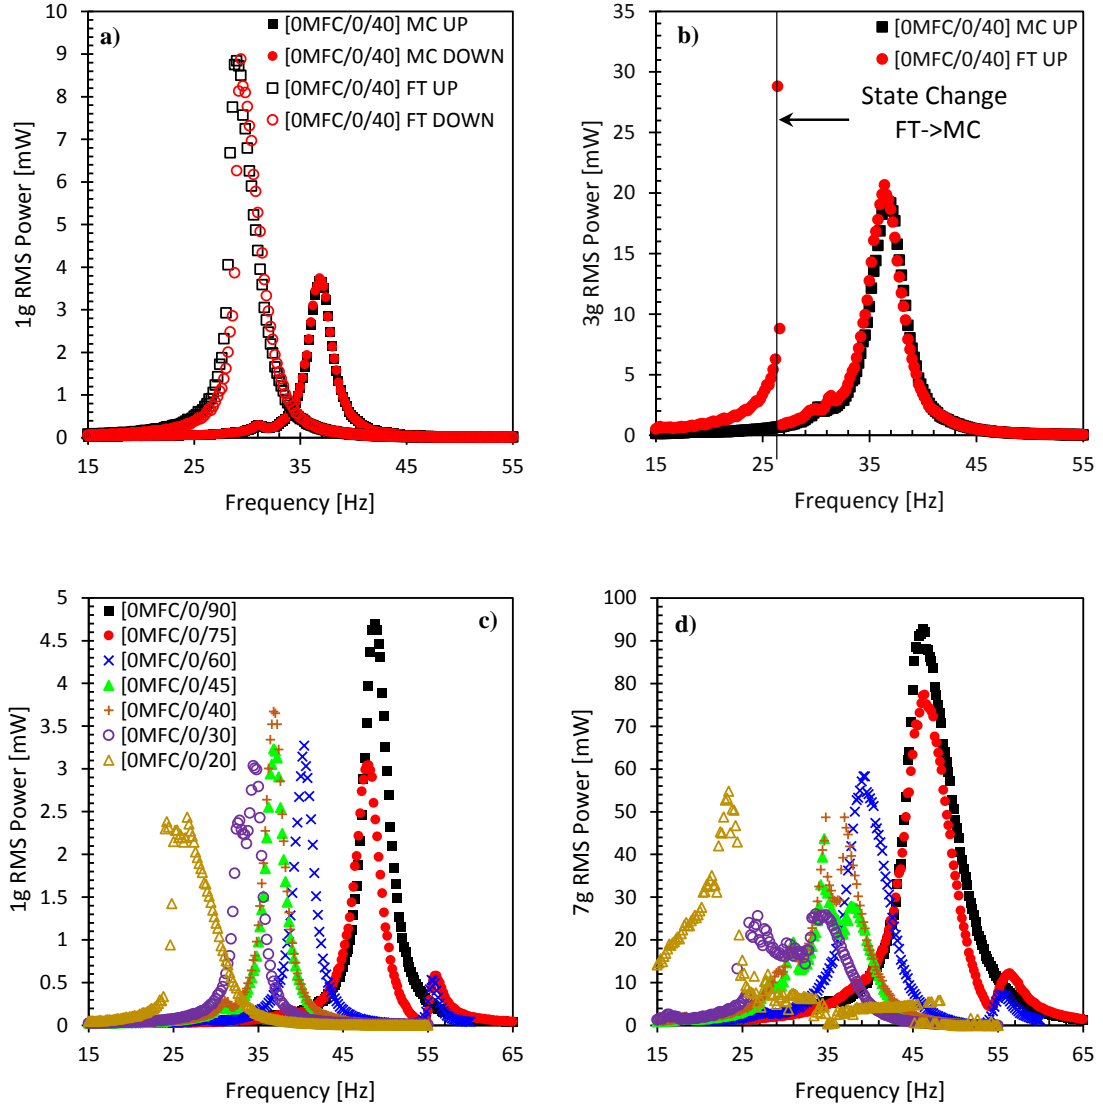 a)
[0MFC/0/40] MC UP
[0MFC/0/40] MC DOWN
[0MFC/0/40] FT UP
[0MFC/0/40] FT DOWN
10
9
8
7
6
5
4
3
2
1
0
15
25
35
45
55
1g RMS Power [mW]
Frequency [Hz]
b)
[0MFC/0/40] MC UP
[0MFC/0/40] FT UP
State Change
FT->MC
35
30
25
20
15
10
5
0
15
25
35
45
55
3g RMS Power [mW]
Frequency [Hz]
c)
[0MFC/0/90]
[0MFC/0/75]
[0MFC/0/60]
[0MFC/0/45]
[0MFC/0/40]
[0MFC/0/30]
[0MFC/0/20]
5
4.5
4
3.5
3
2.5
2
1.5
1
0.5
0
15
25
35
45
55
65
1g RMS Power [mW]
Frequency [Hz]
d)
100
90
80
70
60
50
40
30
20
10
0
15
25
35
45
55
65
7g RMS Power [mW]
Frequency [Hz]